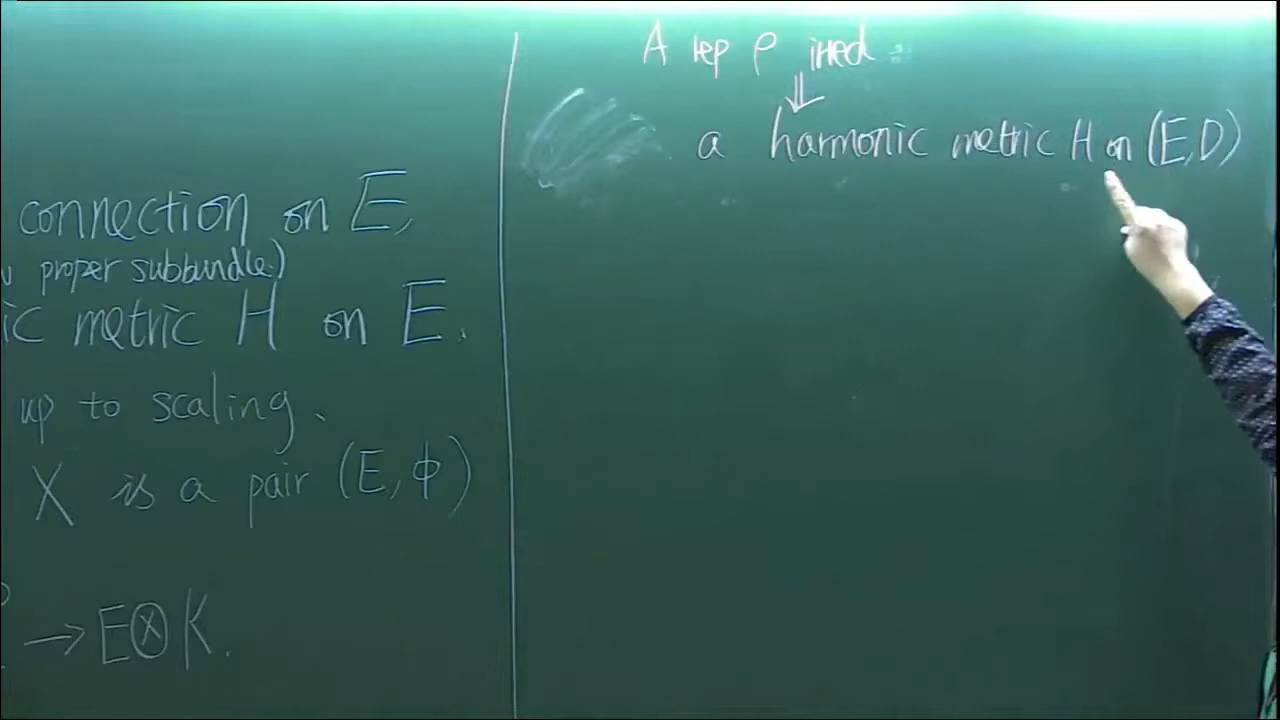 connection on E,
proper subbundle.)
ic metric H on E.
up to scaling.
X is a pair (E, ϕ)
→ E⊗K.
A rep ρ irred
⇓
a harmonic metric H on (E, D)